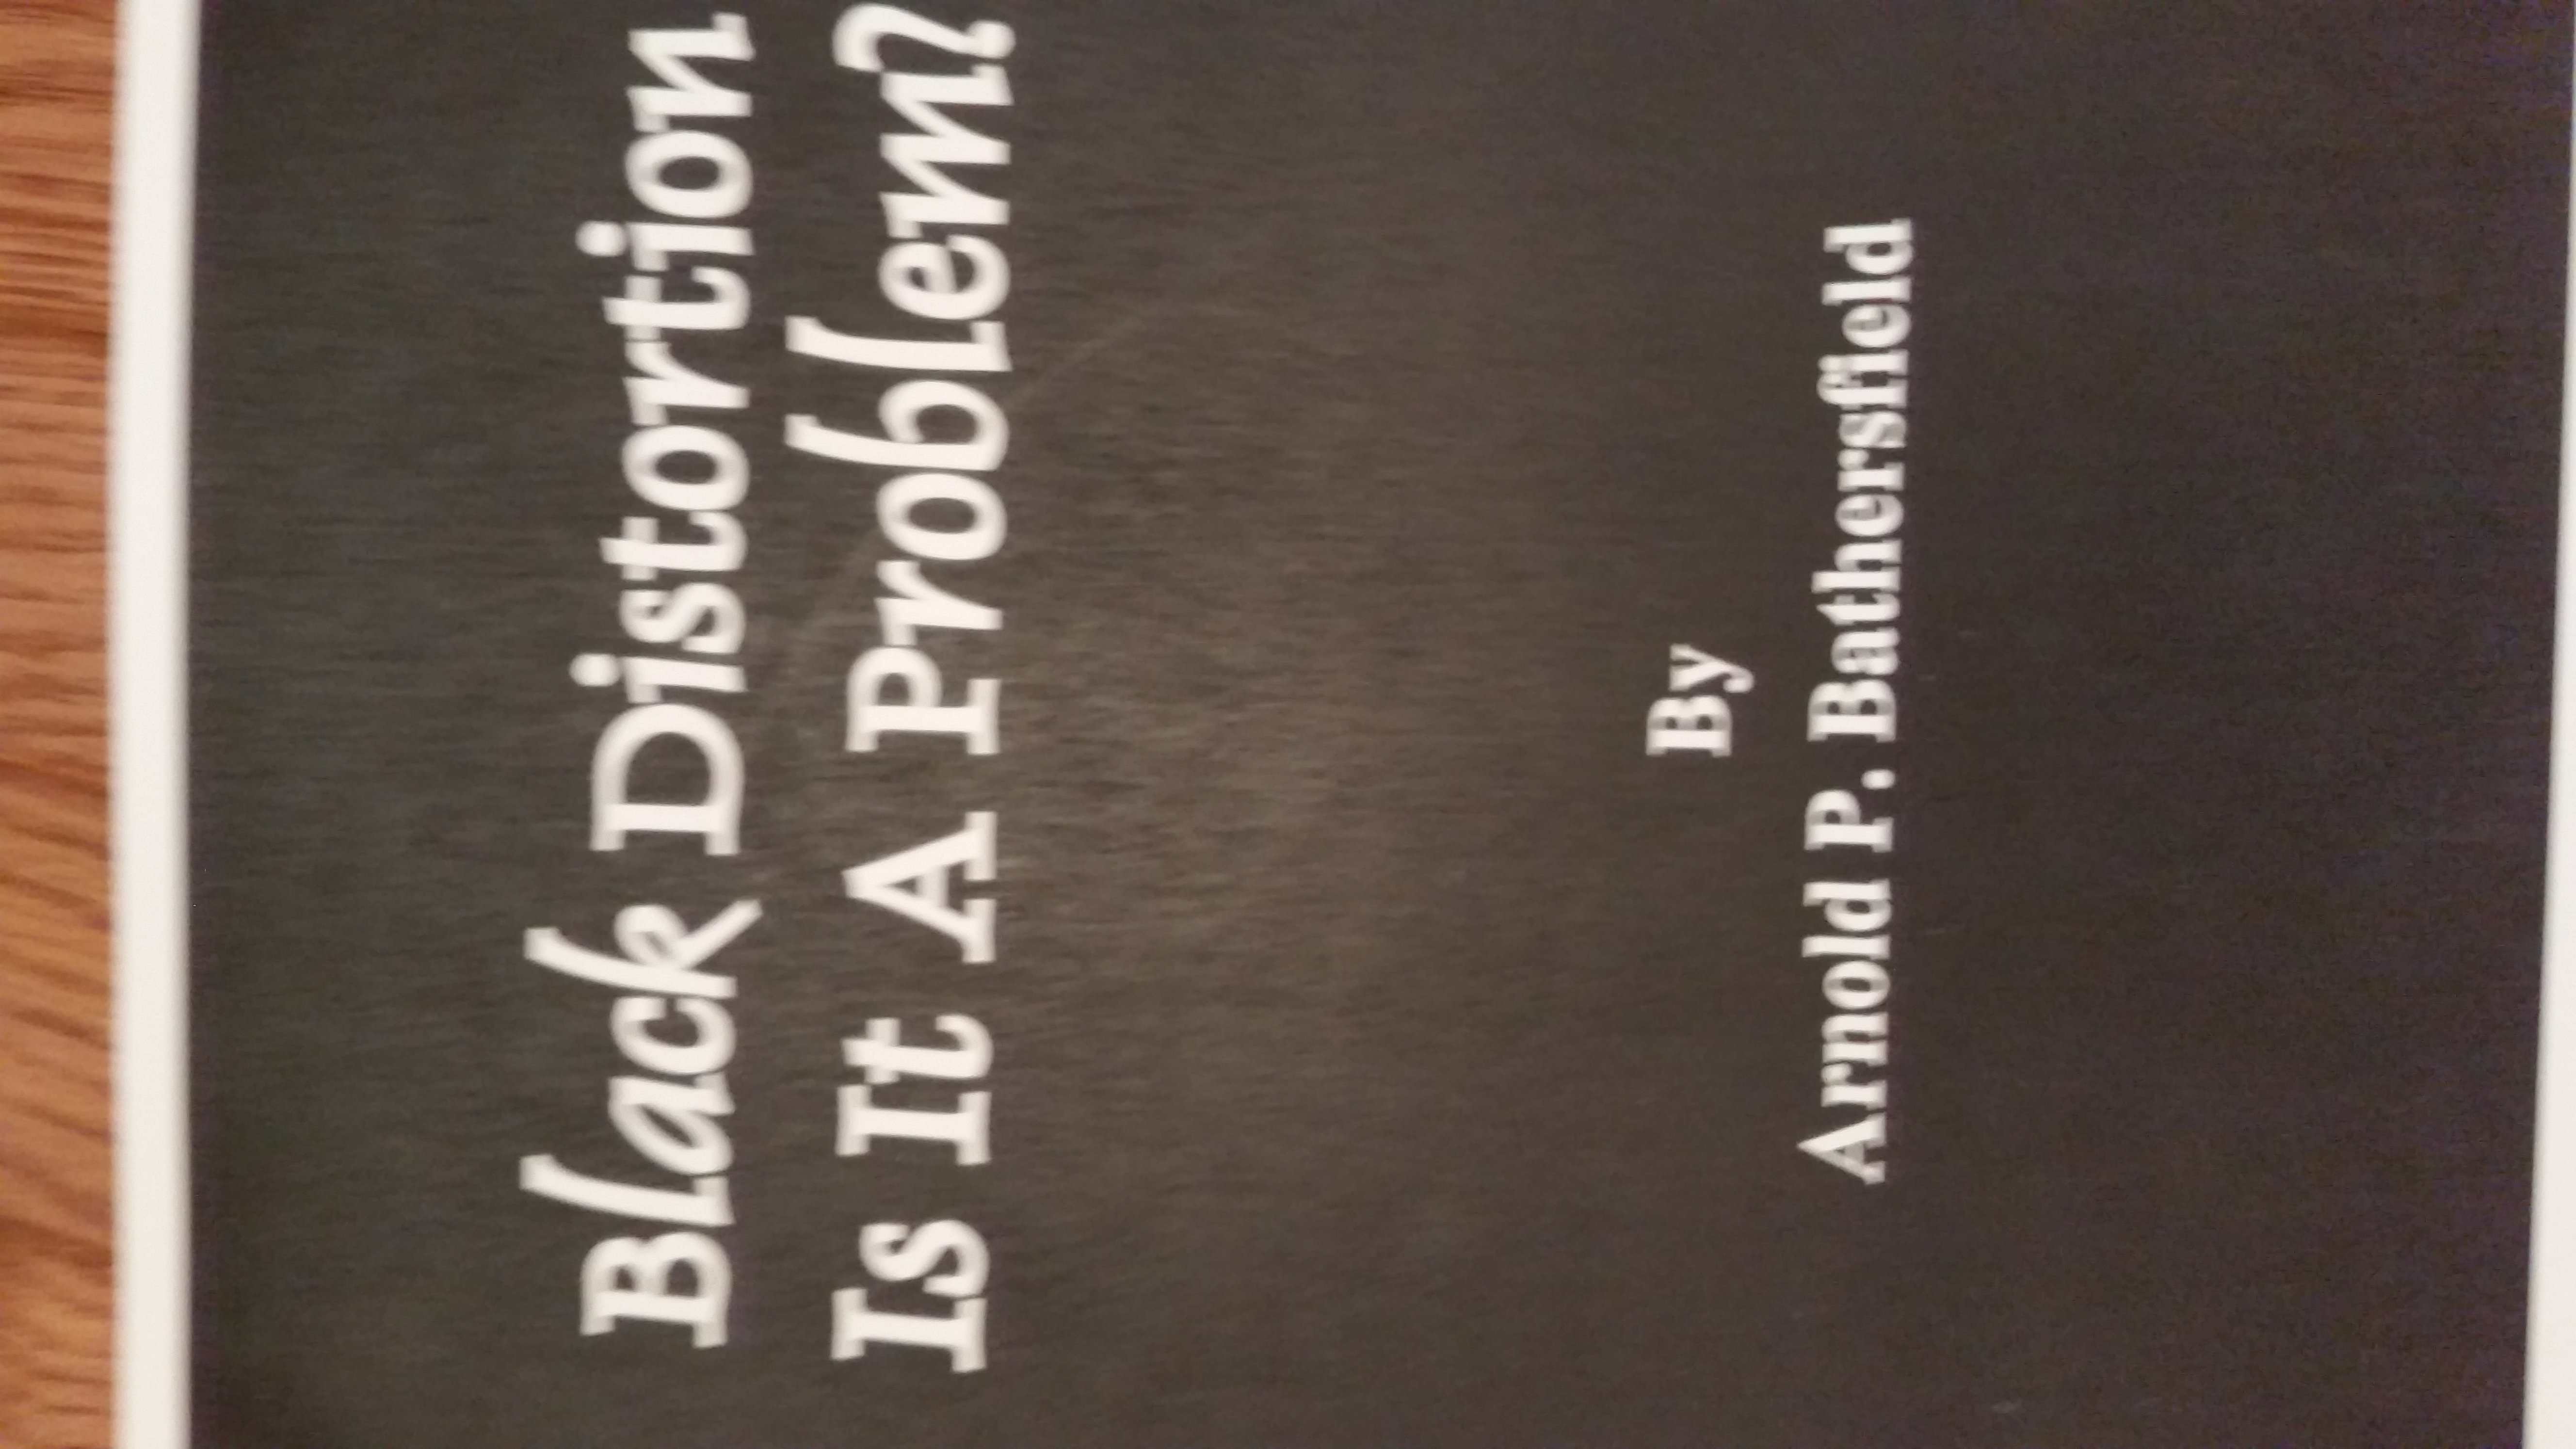 Black Distortion
Is It A Problem?
By
Arnold P. Bathersfield